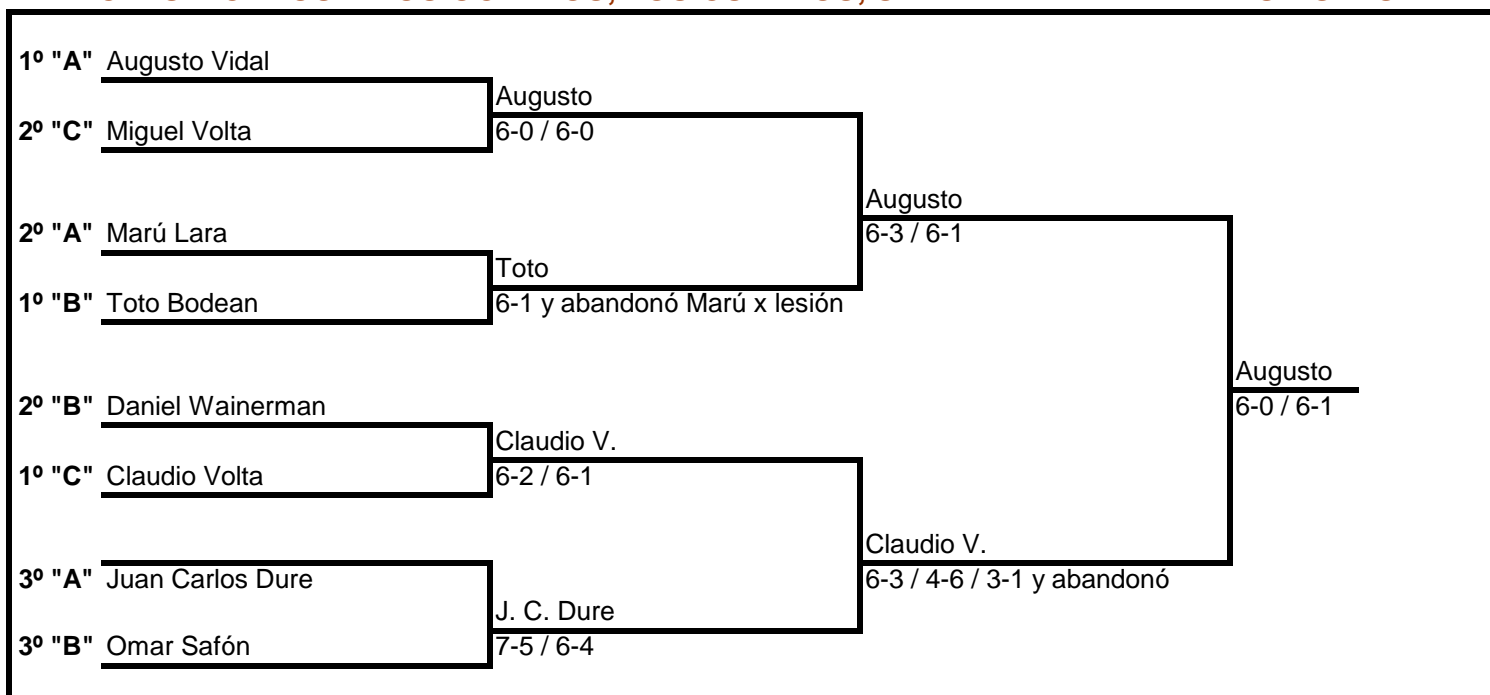 1º "A" Augusto Vidal
Augusto
2º "C" Miguel Volta
6-0 / 6-0
Augusto
2º "A" Marú Lara
6-3 / 6-1
Toto
1º "B" Toto Bodean
6-1 y abandonó Marú x lesión
Augusto
2º "B" Daniel Wainerman
6-0 / 6-1
Claudio V.
1º "C" Claudio Volta
6-2 / 6-1
Claudio V.
3º "A" Juan Carlos Dure
6-3 / 4-6 / 3-1 y abandonó
J. C. Dure
3º "B" Omar Safón
7-5 / 6-4